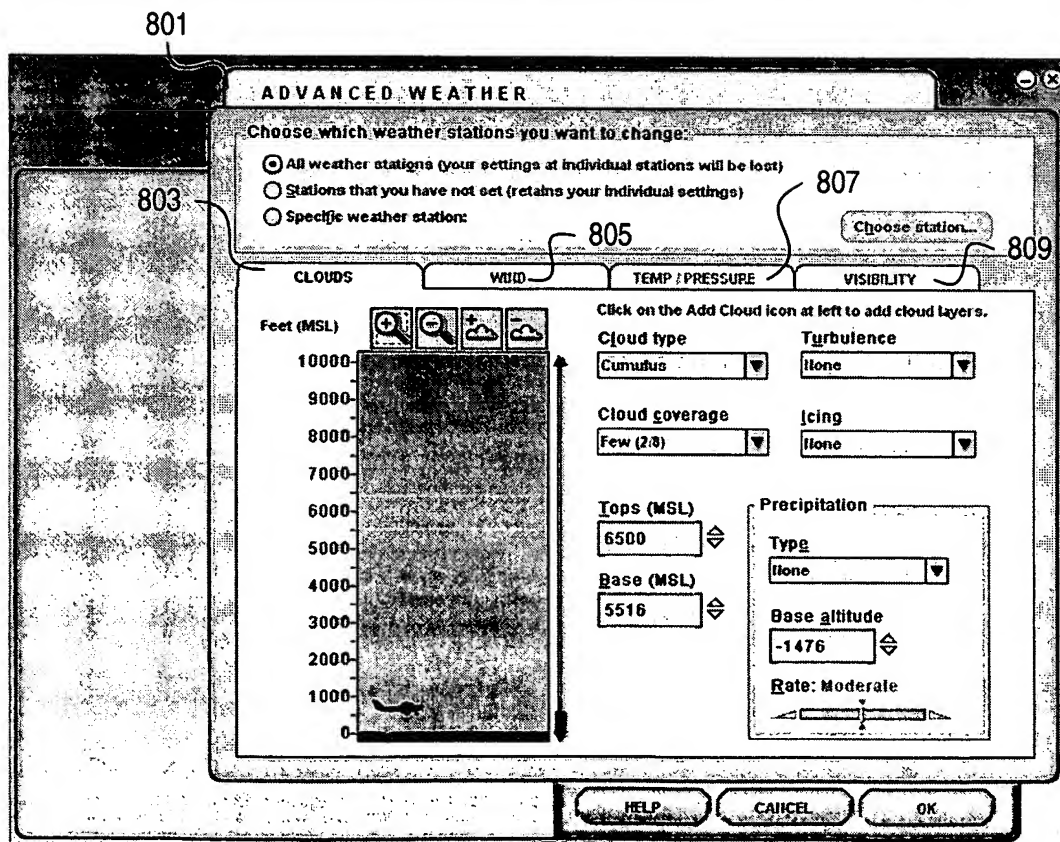 801
ADVANCED WEATHER
Choose which weather stations you want to change:
All weather stations (your settings at individual stations will be lost)
Stations that you have not set (retains your individual settings)
Specific weather station:
Choose station...
803
805
807
809
CLOUDS
WIND
TEMP / PRESSURE
VISIBILITY
Click on the Add Cloud icon at left to add cloud layers.
Feet (MSL)
10000
9000
8000
7000
6000
5000
4000
3000
2000
1000
0
Cloud type
Cumulus
Turbulence
None
Cloud coverage
Few (2/8)
Icing
None
Tops (MSL)
6500
Base (MSL)
5516
Precipitation
Type
None
Base altitude
-1476
Rate: Moderate
HELP
CANCEL
OK